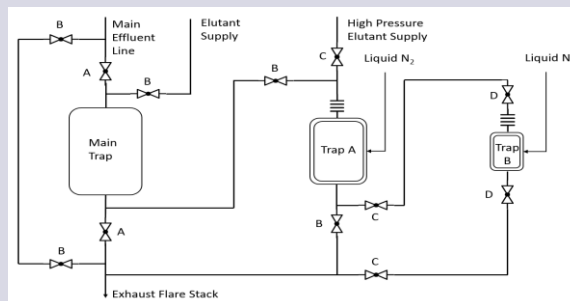 B
Main
Effluent
Line
B
Elutant
Supply
High Pressure
Elutant Supply
C
Liquid N2
Liquid N
A
B
B
D
Main
Trap
Trap A
Trap
B
A
B
C
D
B
C
Exhaust Flare Stack